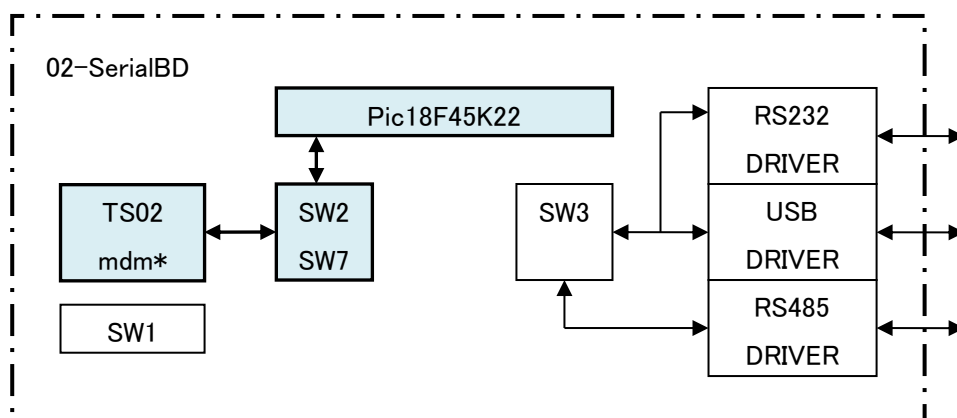 02-SerialBD
Pic18F45K22
RS232
DRIVER
TS02
mdm*
SW2
SW7
SW3
USB
DRIVER
SW1
RS485
DRIVER